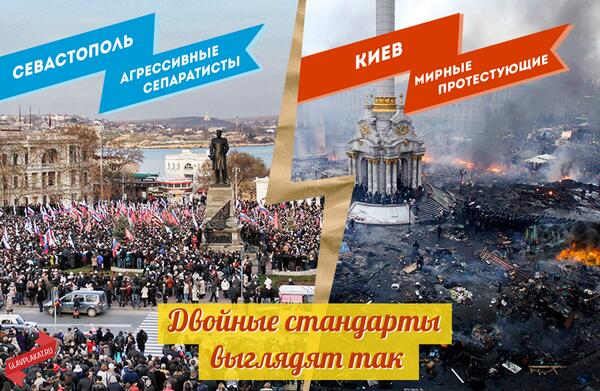 СЕВАСТОПОЛЬ
АГРЕССИВНЫЕ
СЕПАРАТИСТЫ
КИЕВ
МИРНЫЕ
ПРОТЕСТУЮЩИЕ
Двойные стандарты
выглядят так
GLAVPLAKAT.RU